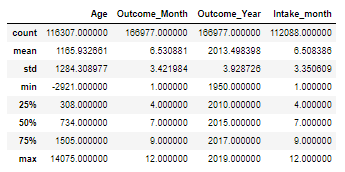 Age Outcome_Month Outcome_Year Intake_month
count 116307.000000 166977.000000 166977.000000 112088.000000
mean 1165.932661 6.530881 2013.498398 6.508386
std 1284.308977 3.421984 3.928726 3.350609
min -2921.000000 1.000000 1950.000000 1.000000
25% 308.000000 4.000000 2010.000000 4.000000
50% 734.000000 7.000000 2015.000000 7.000000
75% 1505.000000 9.000000 2017.000000 9.000000
max 14075.000000 12.000000 2019.000000 12.000000